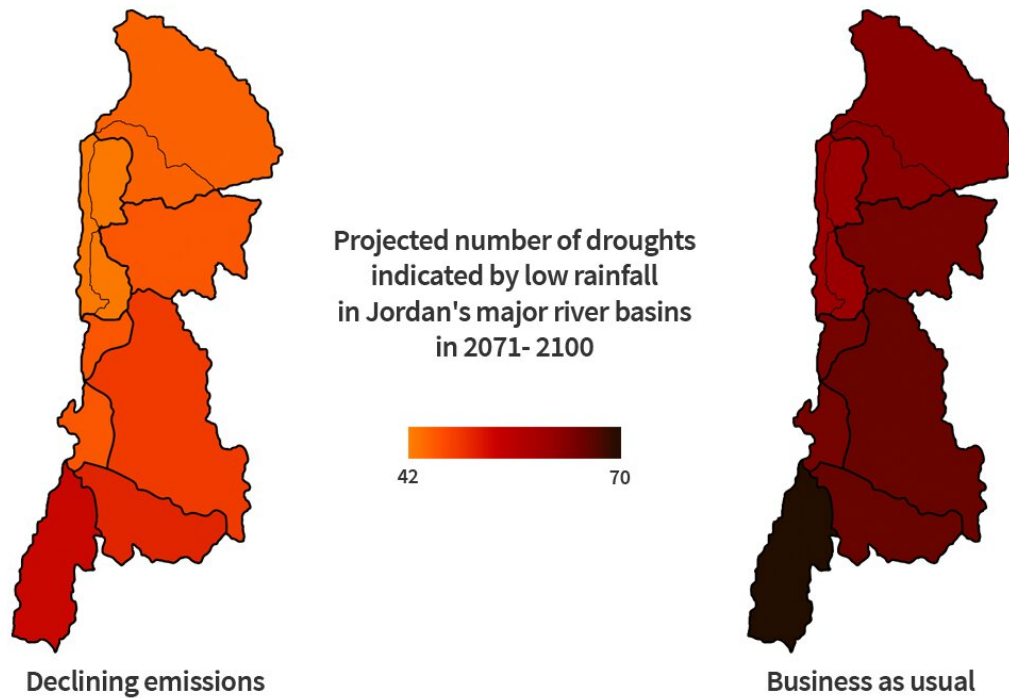 Projected number of droughts
indicated by low rainfall
in Jordan's major river basins
in 2071- 2100
42
70
Declining emissions
Business as usual